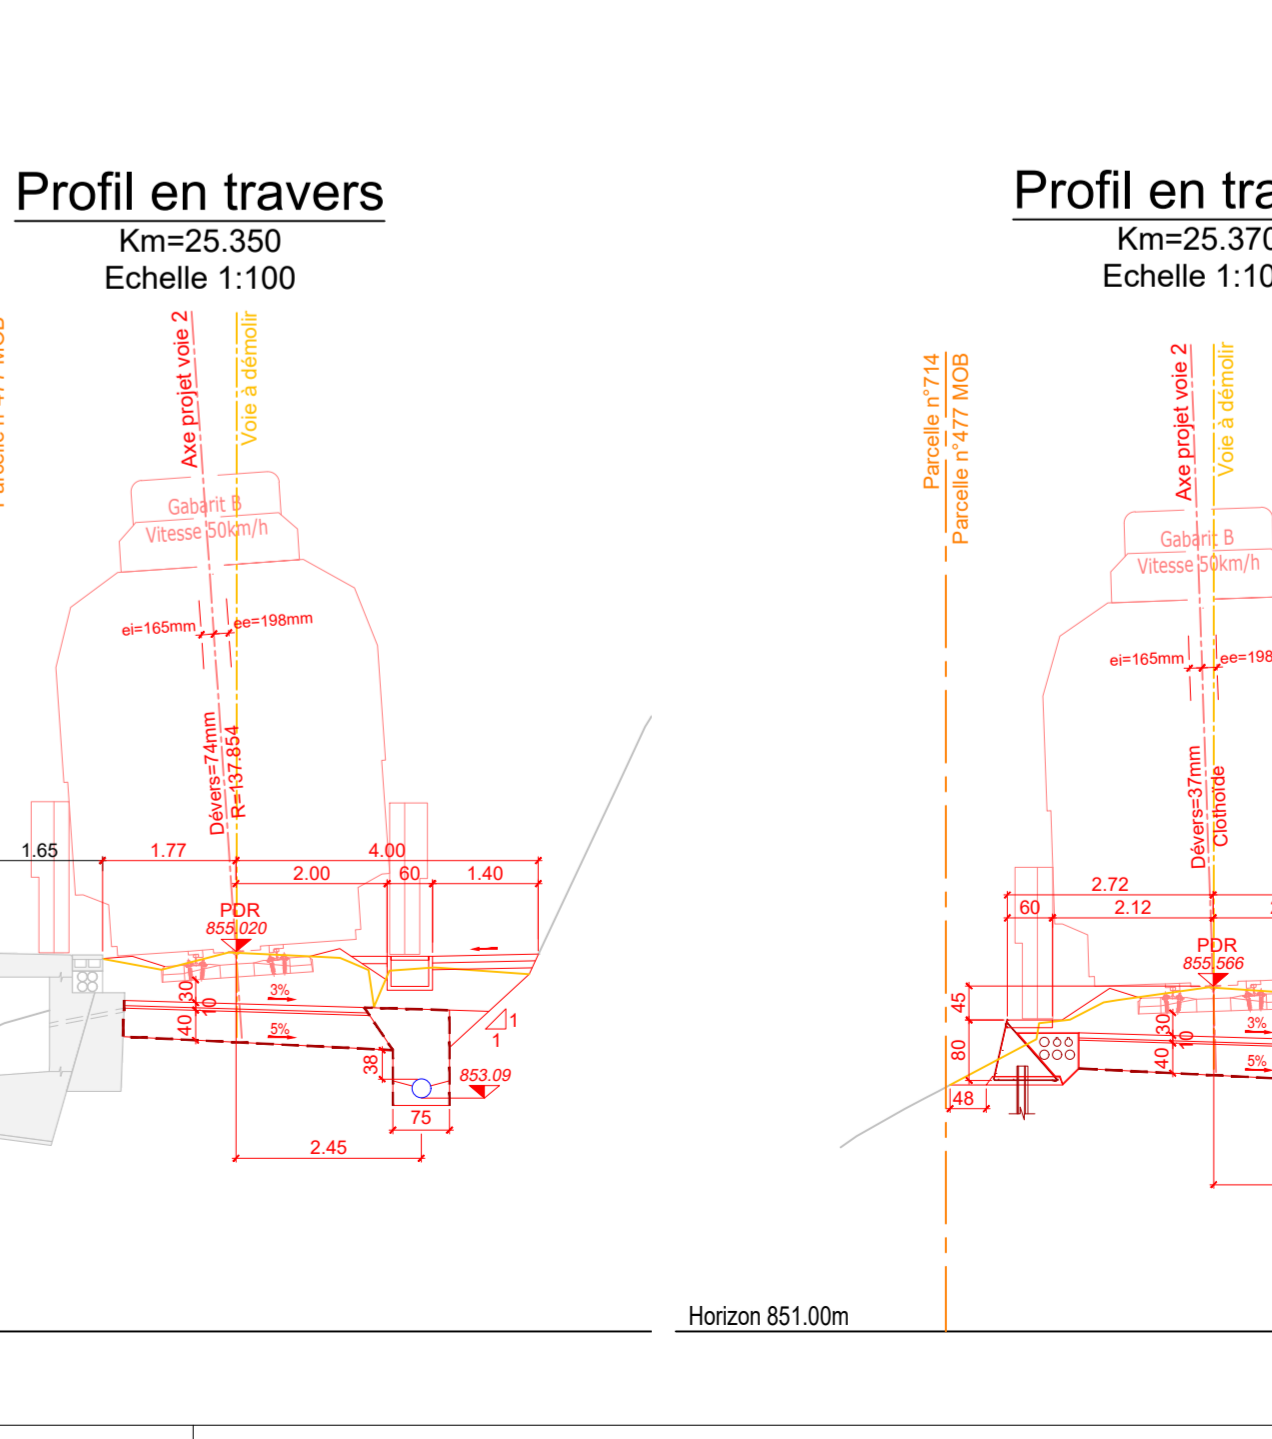 Profil en travers
Km=25.350
Echelle 1:100
Axe projet voie 2
Voie à démolir
Gabarit B
Vitesse 50km/h
ei=165mm
ee=198mm
Dévers=74mm
R=137.854
1.65
1.77
4.00
2.00
60
1.40
PDR
855.020
30
10
40
3%
5%
1
1
38
853.09
75
2.45
Profil en tra
Km=25.370
Echelle 1:10
Parcelle n°714
Parcelle n°477 MOB
Axe projet voie 2
Voie à démolir
Gabarit B
Vitesse 50km/h
ei=165mm
ee=198
Dévers=37mm
Clothoïde
2.72
60
2.12
PDR
855.566
45
80
48
30
10
40
3%
5%
Horizon 851.00m